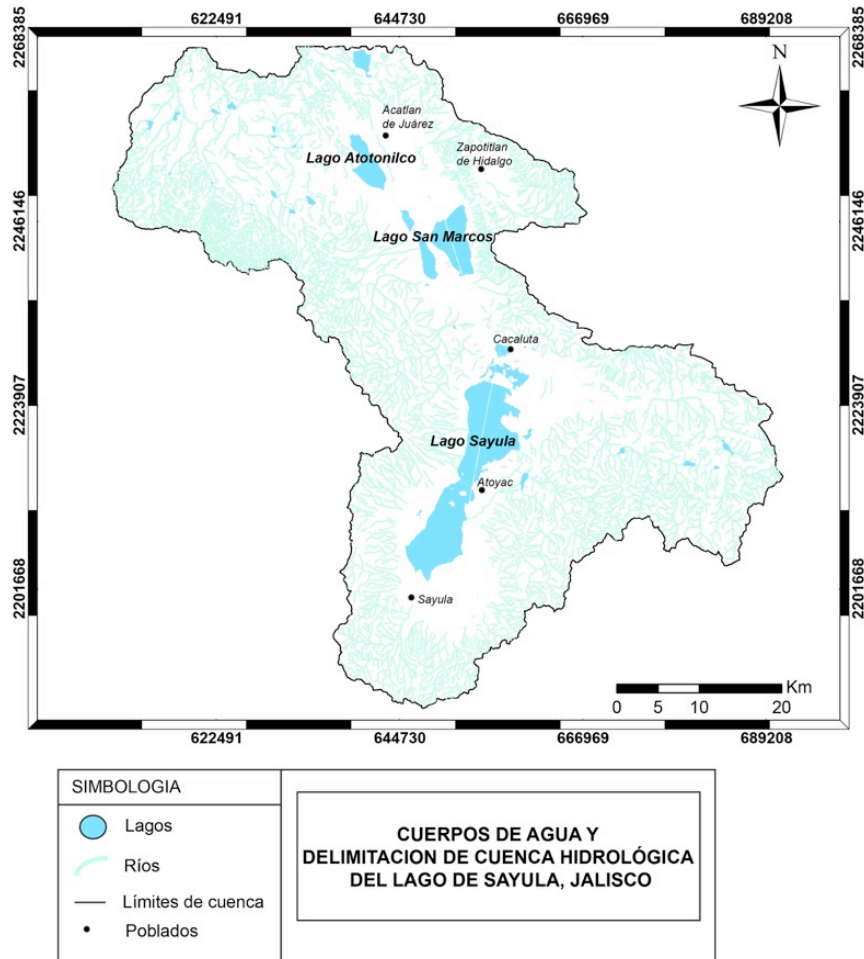 622491 644730 666969 689208
2268385 2268385
N
Acatlan
de Juárez
Zapotitlan
de Hidalgo
Lago Atotonilco
2246146 2246146
Lago San Marcos
Cacaluta
2223907 2223907
Lago Sayula
Atoyac
2201668 2201668
Sayula
Km
0 5 10 20
622491 644730 666969 689208
SIMBOLOGIA
Lagos
Ríos
Límites de cuenca
Poblados
CUERPOS DE AGUA Y
DELIMITACION DE CUENCA HIDROLÓGICA
DEL LAGO DE SAYULA, JALISCO